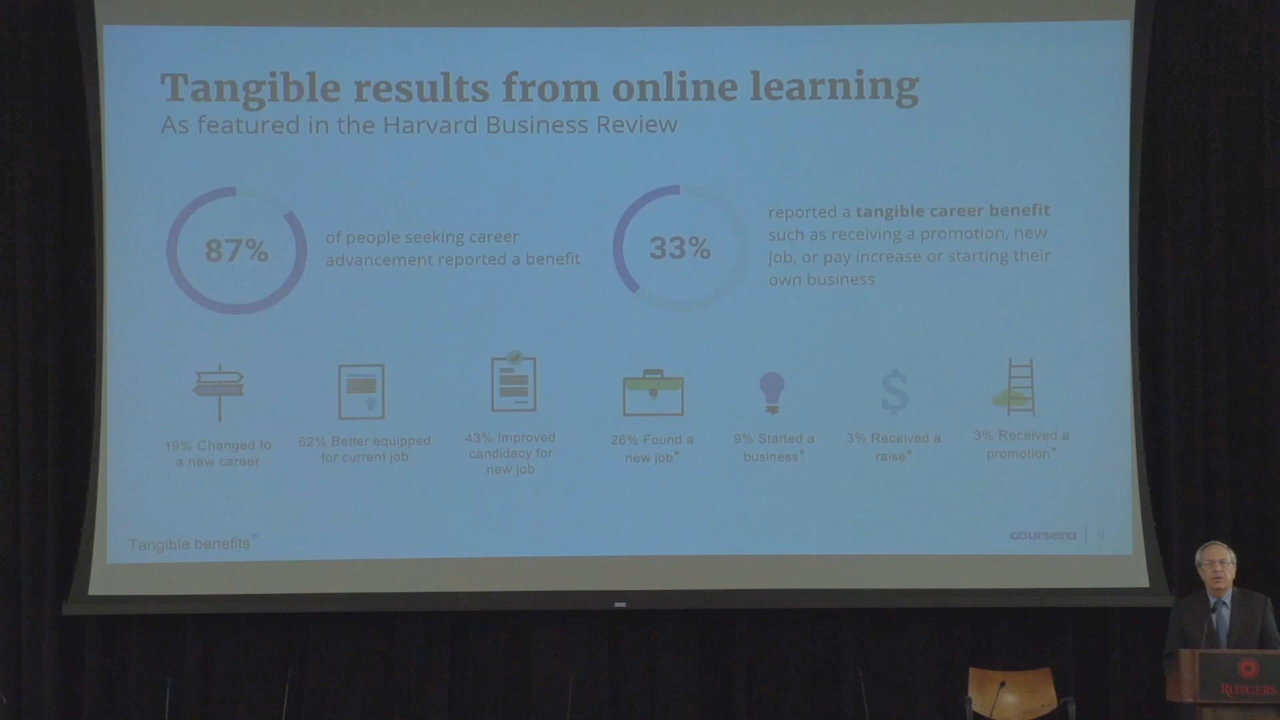 Tangible results from online learning
As featured in the Harvard Business Review
87%
of people seeking career
advancement reported a benefit
33%
reported a tangible career benefit
such as receiving a promotion, new
job, or pay increase or starting their
own business
19% Changed to
a new career
62% Better equipped
for current job
43% Improved
candidacy for
new job
26% Found a
new job*
9% Started a
business*
$
3% Received a
raise*
3% Received a
promotion*
Tangible benefits*
coursera | 9
RUTGERS